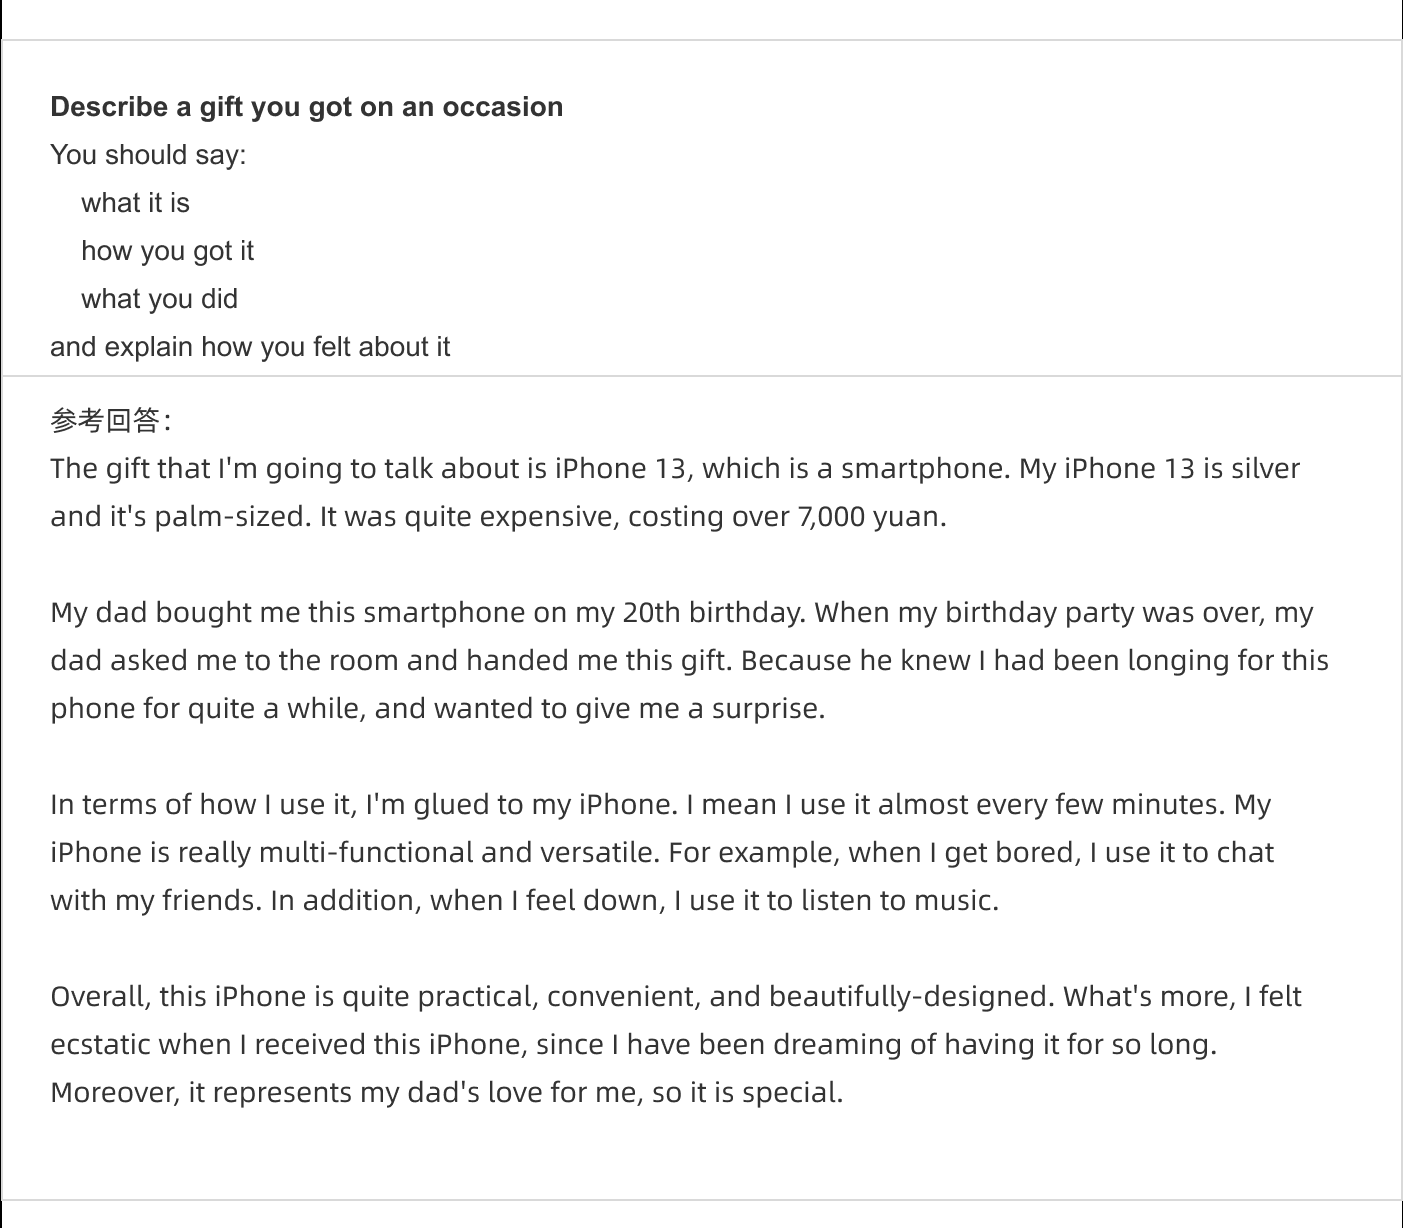 Describe a gift you got on an occasion
You should say:
what it is
how you got it
what you did
and explain how you felt about it
参考回答：
The gift that I'm going to talk about is iPhone 13, which is a smartphone. My iPhone 13 is silver
and it's palm-sized. It was quite expensive, costing over 7,000 yuan.
My dad bought me this smartphone on my 20th birthday. When my birthday party was over, my
dad asked me to the room and handed me this gift. Because he knew I had been longing for this
phone for quite a while, and wanted to give me a surprise.
In terms of how I use it, I'm glued to my iPhone. I mean I use it almost every few minutes. My
iPhone is really multi-functional and versatile. For example, when I get bored, I use it to chat
with my friends. In addition, when I feel down, I use it to listen to music.
Overall, this iPhone is quite practical, convenient, and beautifully-designed. What's more, I felt
ecstatic when I received this iPhone, since I have been dreaming of having it for so long.
Moreover, it represents my dad's love for me, so it is special.